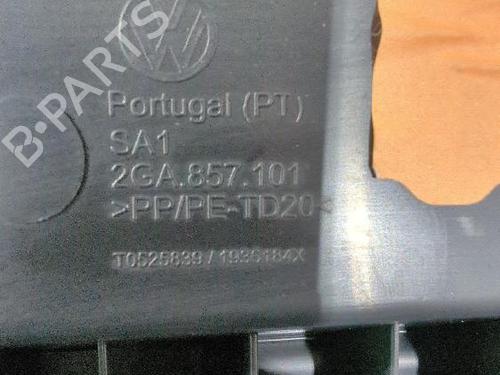 B-PARTS
Portugal (PT)
SA1
2GA.857.101
>PP/PE-TD20<
T0525839 / 1936184X